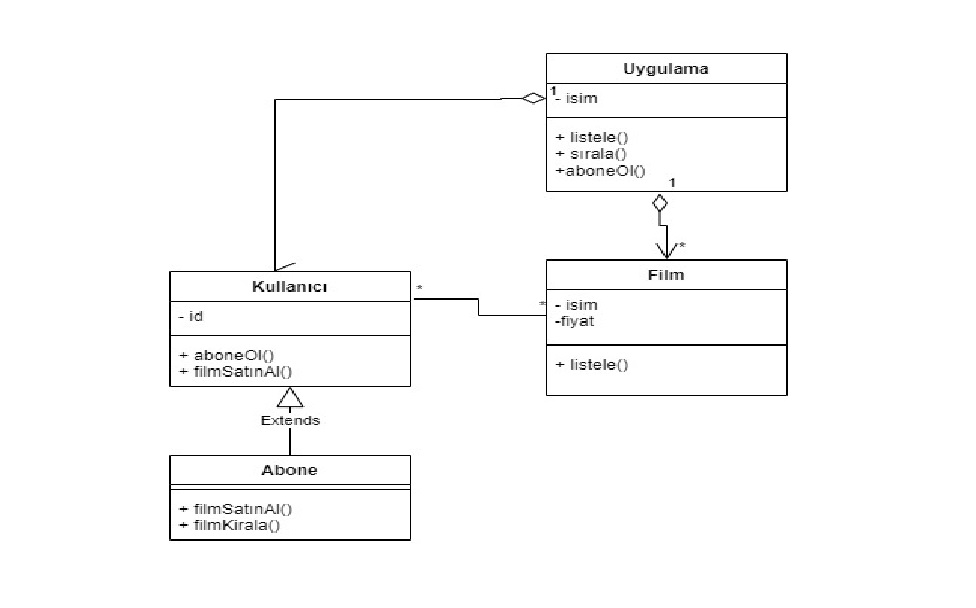 Uygulama
1
- isim
+ listele()
+ sırala()
+aboneOl()
1
*
Film
- isim
-fiyat
+ listele()
*
*
Kullanıcı
- id
+ aboneOl()
+ filmSatınAl()
Extends
Abone
+ filmSatınAl()
+ filmKirala()